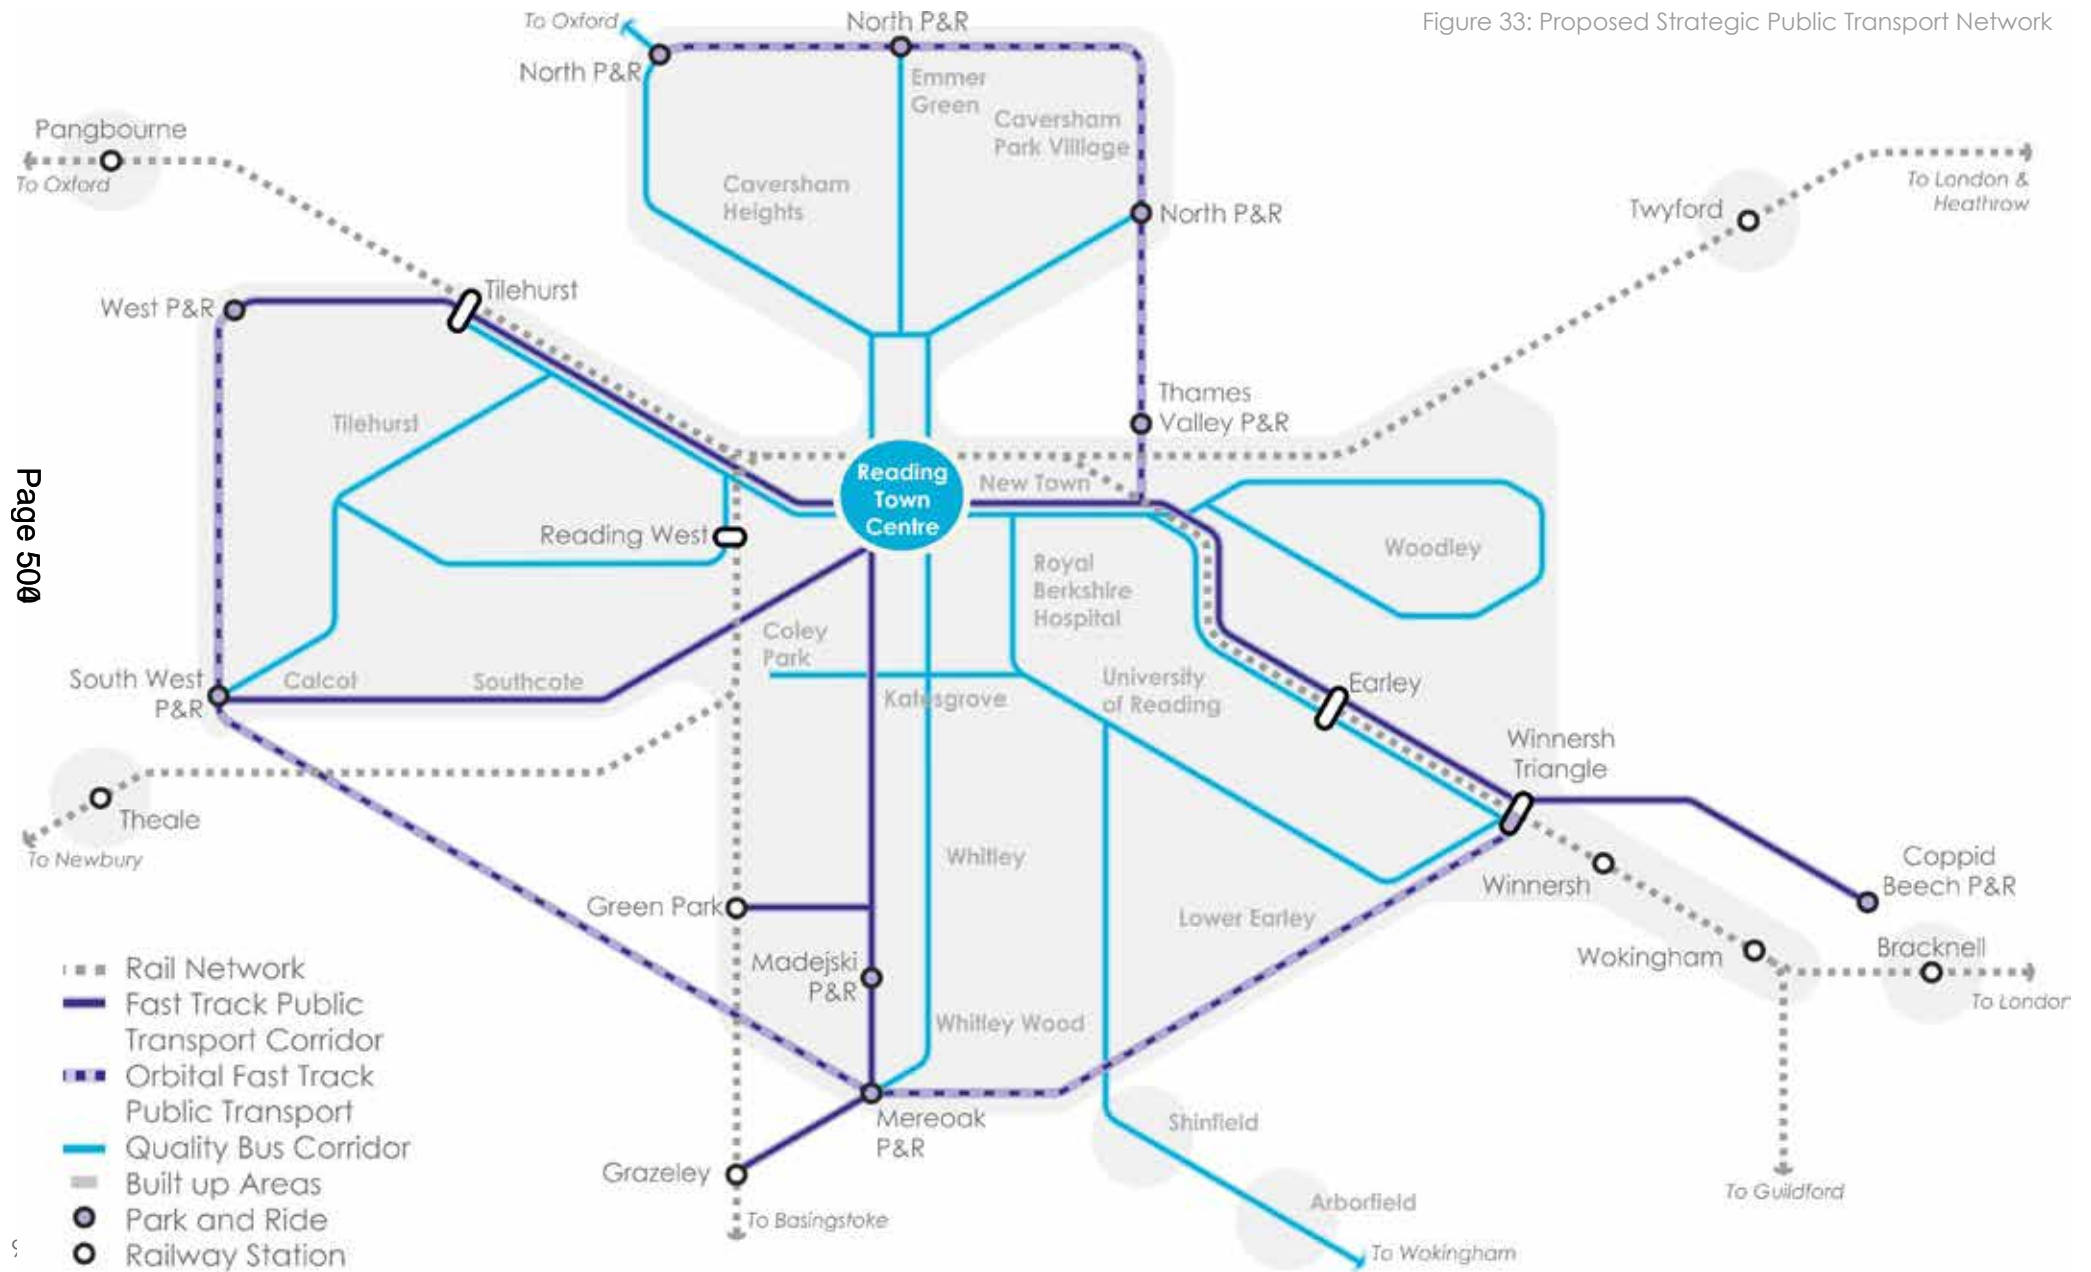 Figure 33: Proposed Strategic Public Transport Network
To Oxford
North P&R
North P&R
Emmer
Green
Caversham
Park Villlage
Caversham
Heights
North P&R
Pangbourne
To Oxford
To London &
Heathrow
Twyford
Tilehurst
West P&R
Thames
Valley P&R
Tilehurst
Reading
Town
Centre
New Town
Reading West
Woodley
Royal
Berkshire
Hospital
Coley
Park
South West
P&R
Calcot
Southcote
Katesgrove
University
of Reading
Earley
Winnersh
Triangle
Theale
To Newbury
Whitley
Coppid
Beech P&R
Winnersh
Green Park
Lower Earley
Madejski
P&R
Wokingham
Bracknell
To London
Whitley Wood
Mereoak
P&R
Shinfield
Grazeley
To Guildford
Arborfield
To Basingstoke
To Wokingham
Rail Network
Fast Track Public
Transport Corridor
Orbital Fast Track
Public Transport
Quality Bus Corridor
Built up Areas
Park and Ride
Railway Station
Page